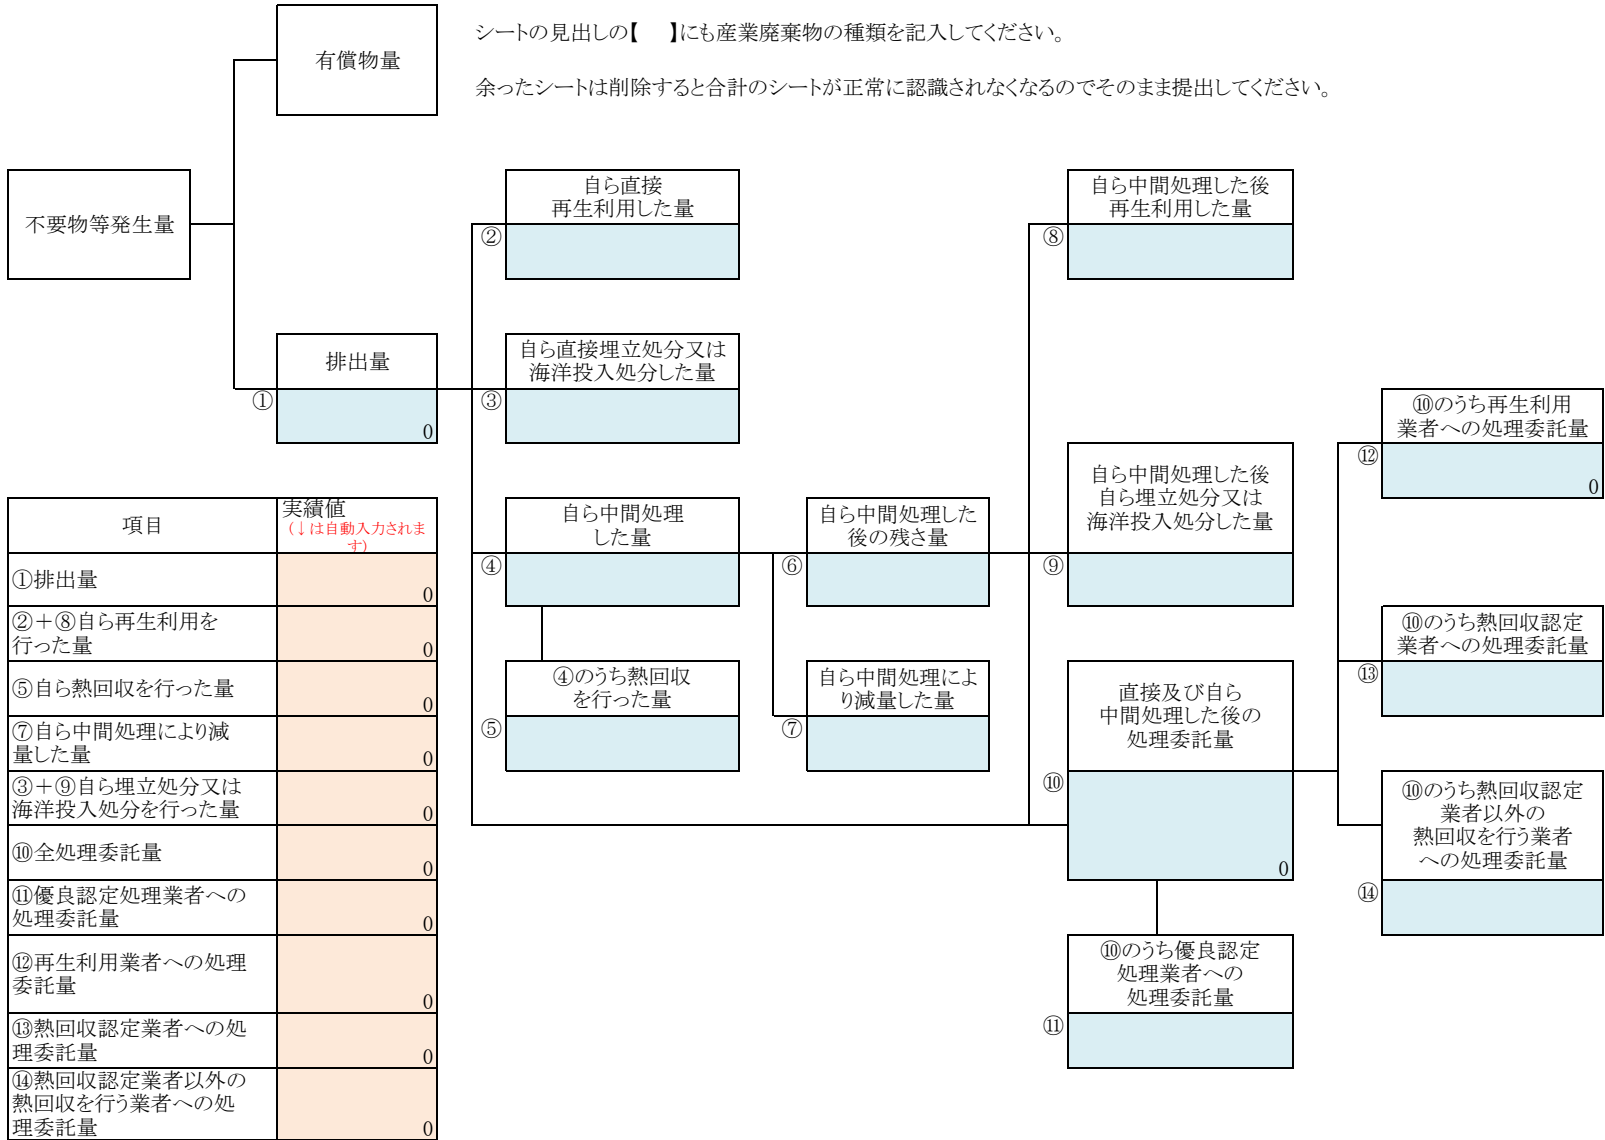 シートの見出しの【　】にも産業廃棄物の種類を記入してください。
有償物量
余ったシートは削除すると合計のシートが正常に認識されなくなるのでそのまま提出してください。
不要物等発生量
自ら直接
再生利用した量
②
自ら中間処理した後
再生利用した量
⑧
排出量
①
0
自ら直接埋立処分又は
海洋投入処分した量
③
⑩のうち再生利用
業者への処理委託量
⑫
0
自ら中間処理
した量
④
自ら中間処理した
後の残さ量
⑥
自ら中間処理した後
自ら埋立処分又は
海洋投入処分した量
⑨
⑩のうち熱回収認定
業者への処理委託量
⑬
④のうち熱回収
を行った量
⑤
自ら中間処理によ
り減量した量
⑦
直接及び自ら
中間処理した後の
処理委託量
⑩
0
⑩のうち熱回収認定
業者以外の
熱回収を行う業者
への処理委託量
⑭
⑩のうち優良認定
処理業者への
処理委託量
⑪
項目
実績値
(↓は自動入力されま
す)
①排出量
0
②＋⑧自ら再生利用を
行った量
0
⑤自ら熱回収を行った量
0
⑦自ら中間処理により減
量した量
0
③＋⑨自ら埋立処分又は
海洋投入処分を行った量
0
⑩全処理委託量
0
⑪優良認定処理業者への
処理委託量
0
⑫再生利用業者への処理
委託量
0
⑬熱回収認定業者への処
理委託量
0
⑭熱回収認定業者以外の
熱回収を行う業者への処
理委託量
0